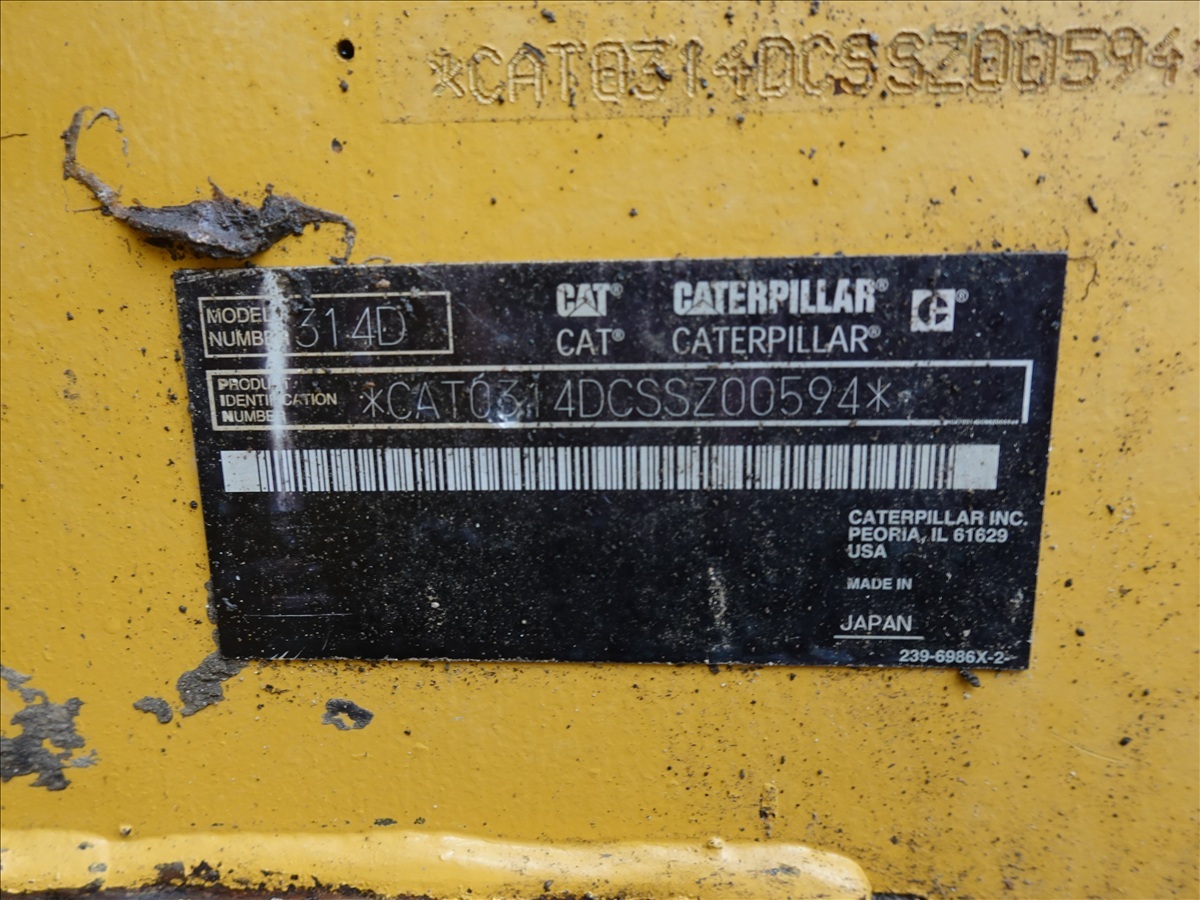 *CAT0314DCSSZ00594
MODEL
NUMBER 314D
CAT® CATERPILLAR® C®
CAT® CATERPILLAR®
PRODUCT
IDENTIFICATION
NUMBER *CAT0314DCSSZ00594*
CATERPILLAR INC.
PEORIA, IL 61629
USA
MADE IN
JAPAN
239-6986X-2-